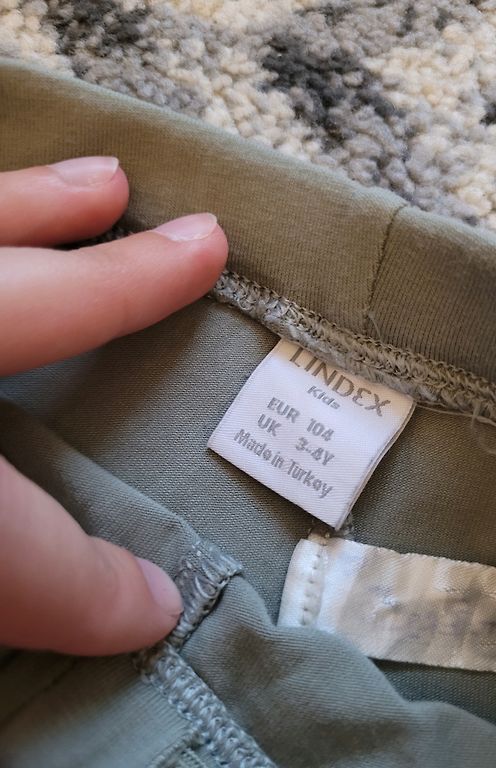 LINDEX
Kids
EUR 104
UK 3-4Y
Made in Turkey